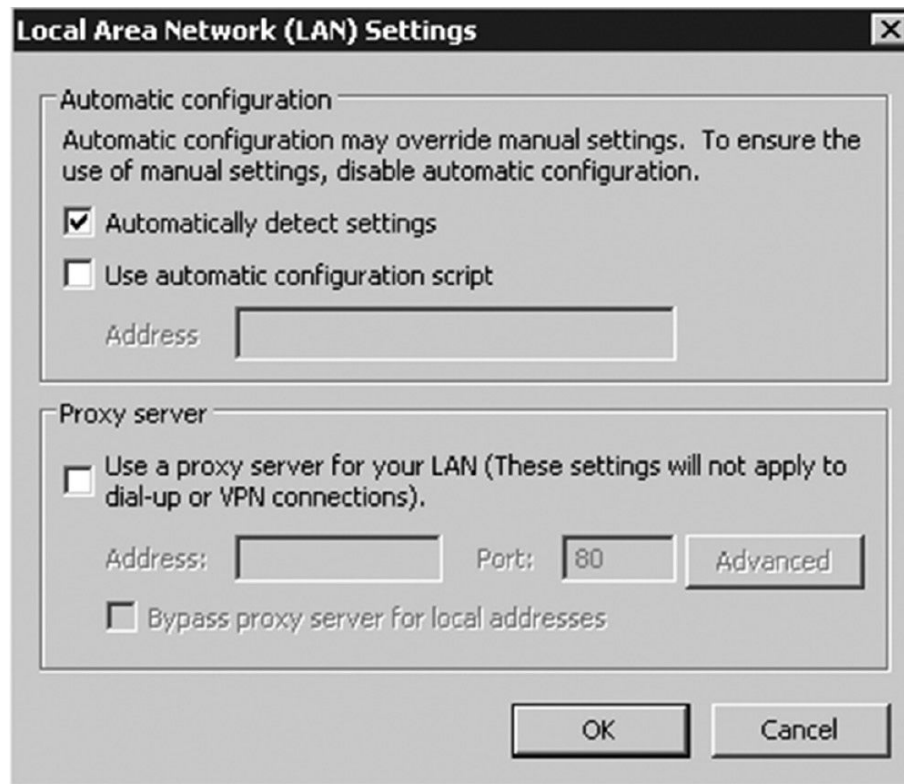 Local Area Network (LAN) Settings
Automatic configuration
Automatic configuration may override manual settings. To ensure the
use of manual settings, disable automatic configuration.
Automatically detect settings
Use automatic configuration script
Address
Proxy server
Use a proxy server for your LAN (These settings will not apply to
dial-up or VPN connections).
Address: Port: 80 Advanced
Bypass proxy server for local addresses
OK Cancel